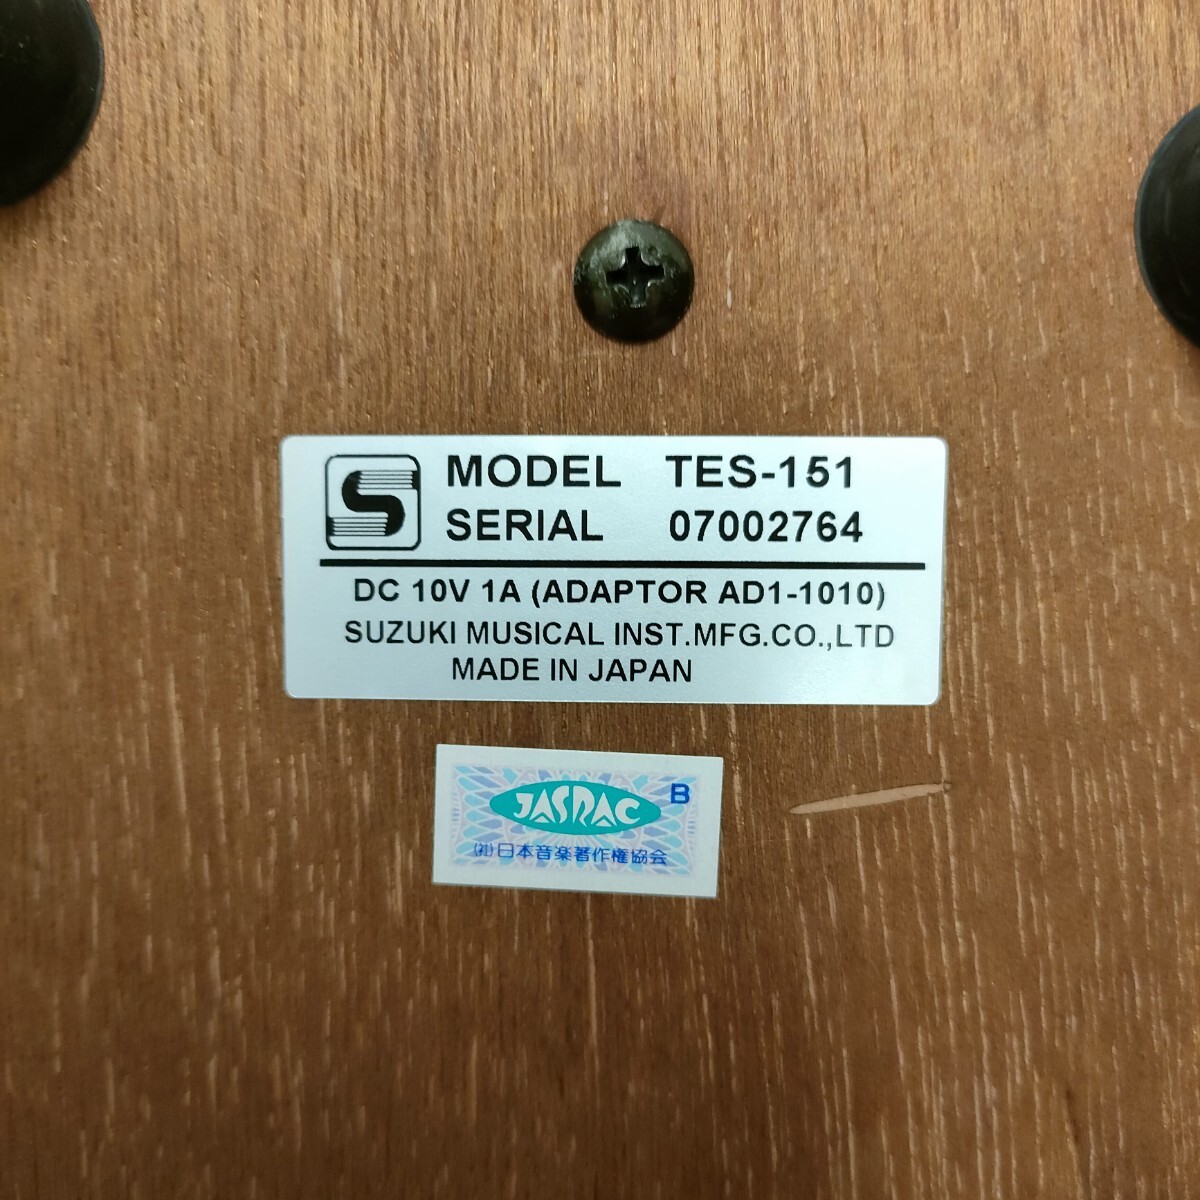 S
MODEL TES-151
SERIAL 07002764
DC 10V 1A (ADAPTOR AD1-1010)
SUZUKI MUSICAL INST.MFG.CO.,LTD
MADE IN JAPAN
JASRAC B
㈳日本音楽著作権協会